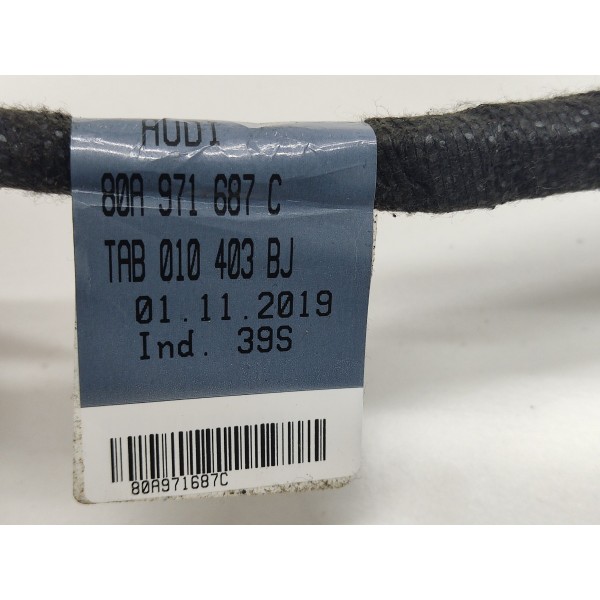 AUDI
80A 971 687 C
TAB 010 403 BJ
01.11.2019
Ind. 39S
80A971687C